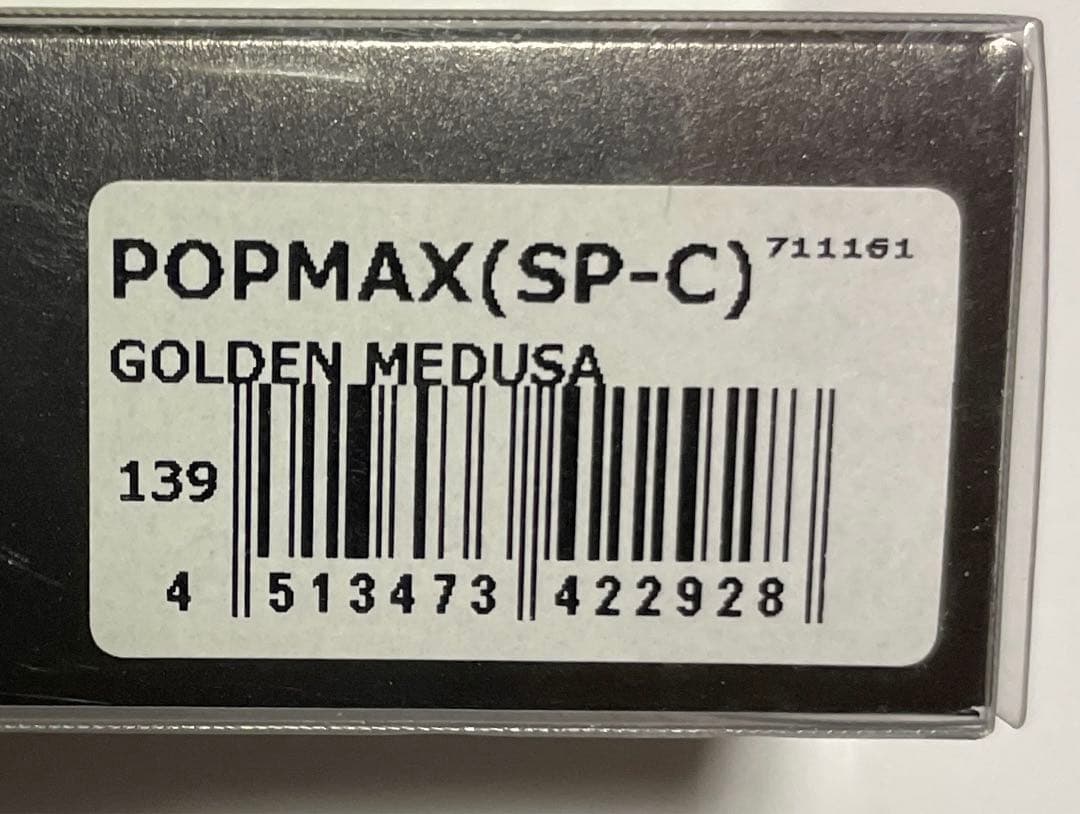 POPMAX(SP-C) 711161
GOLDEN MEDUSA
139
4 513473 422928